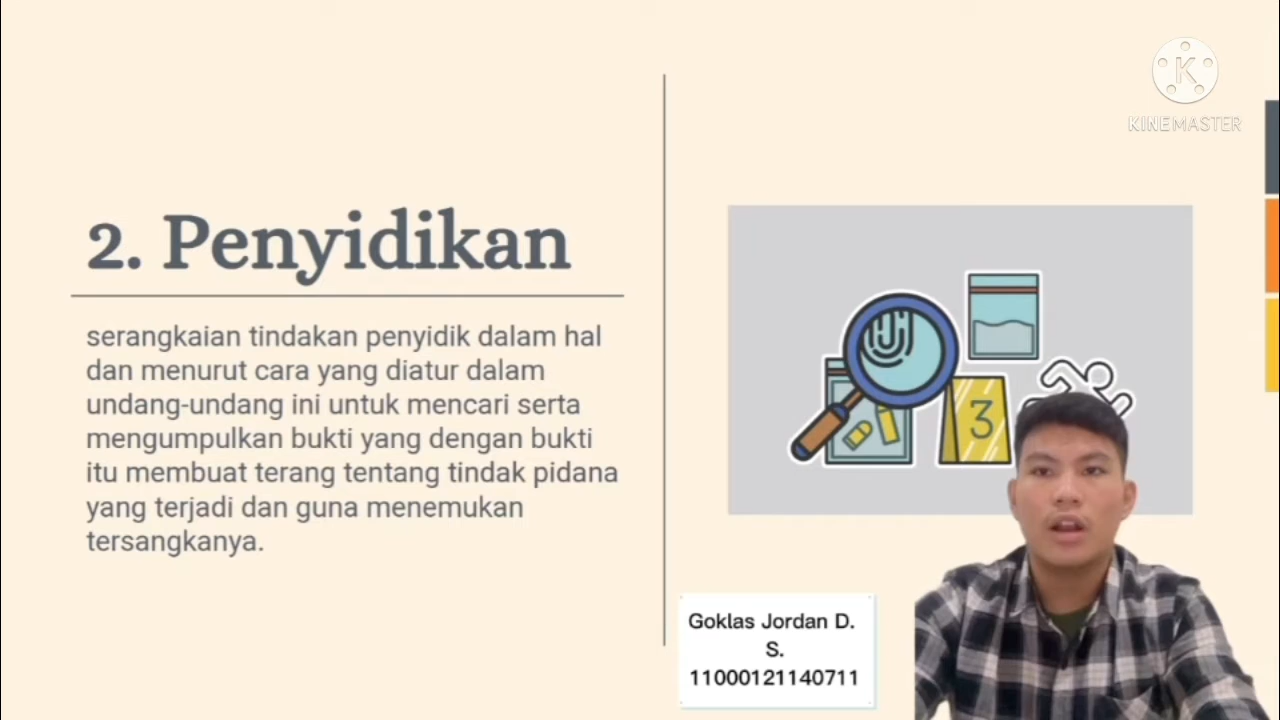 K
KINEMASTER
2. Penyidikan
serangkaian tindakan penyidik dalam hal
dan menurut cara yang diatur dalam
undang-undang ini untuk mencari serta
mengumpulkan bukti yang dengan bukti
itu membuat terang tentang tindak pidana
yang terjadi dan guna menemukan
tersangkanya.
3
Goklas Jordan D.
S.
11000121140711